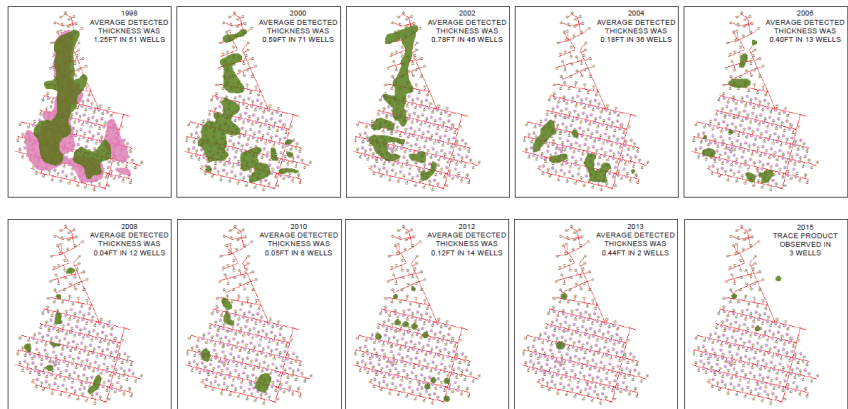 1998
AVERAGE DETECTED
THICKNESS WAS
1.25FT IN 51 WELLS
2000
AVERAGE DETECTED
THICKNESS WAS
0.59FT IN 71 WELLS
2002
AVERAGE DETECTED
THICKNESS WAS
0.78FT IN 46 WELLS
2004
AVERAGE DETECTED
THICKNESS WAS
0.18FT IN 36 WELLS
2006
AVERAGE DETECTED
THICKNESS WAS
0.40FT IN 13 WELLS
2008
AVERAGE DETECTED
THICKNESS WAS
0.04FT IN 12 WELLS
2010
AVERAGE DETECTED
THICKNESS WAS
0.05FT IN 8 WELLS
2012
AVERAGE DETECTED
THICKNESS WAS
0.12FT IN 14 WELLS
2013
AVERAGE DETECTED
THICKNESS WAS
0.44FT IN 2 WELLS
2015
TRACE PRODUCT
OBSERVED IN
3 WELLS